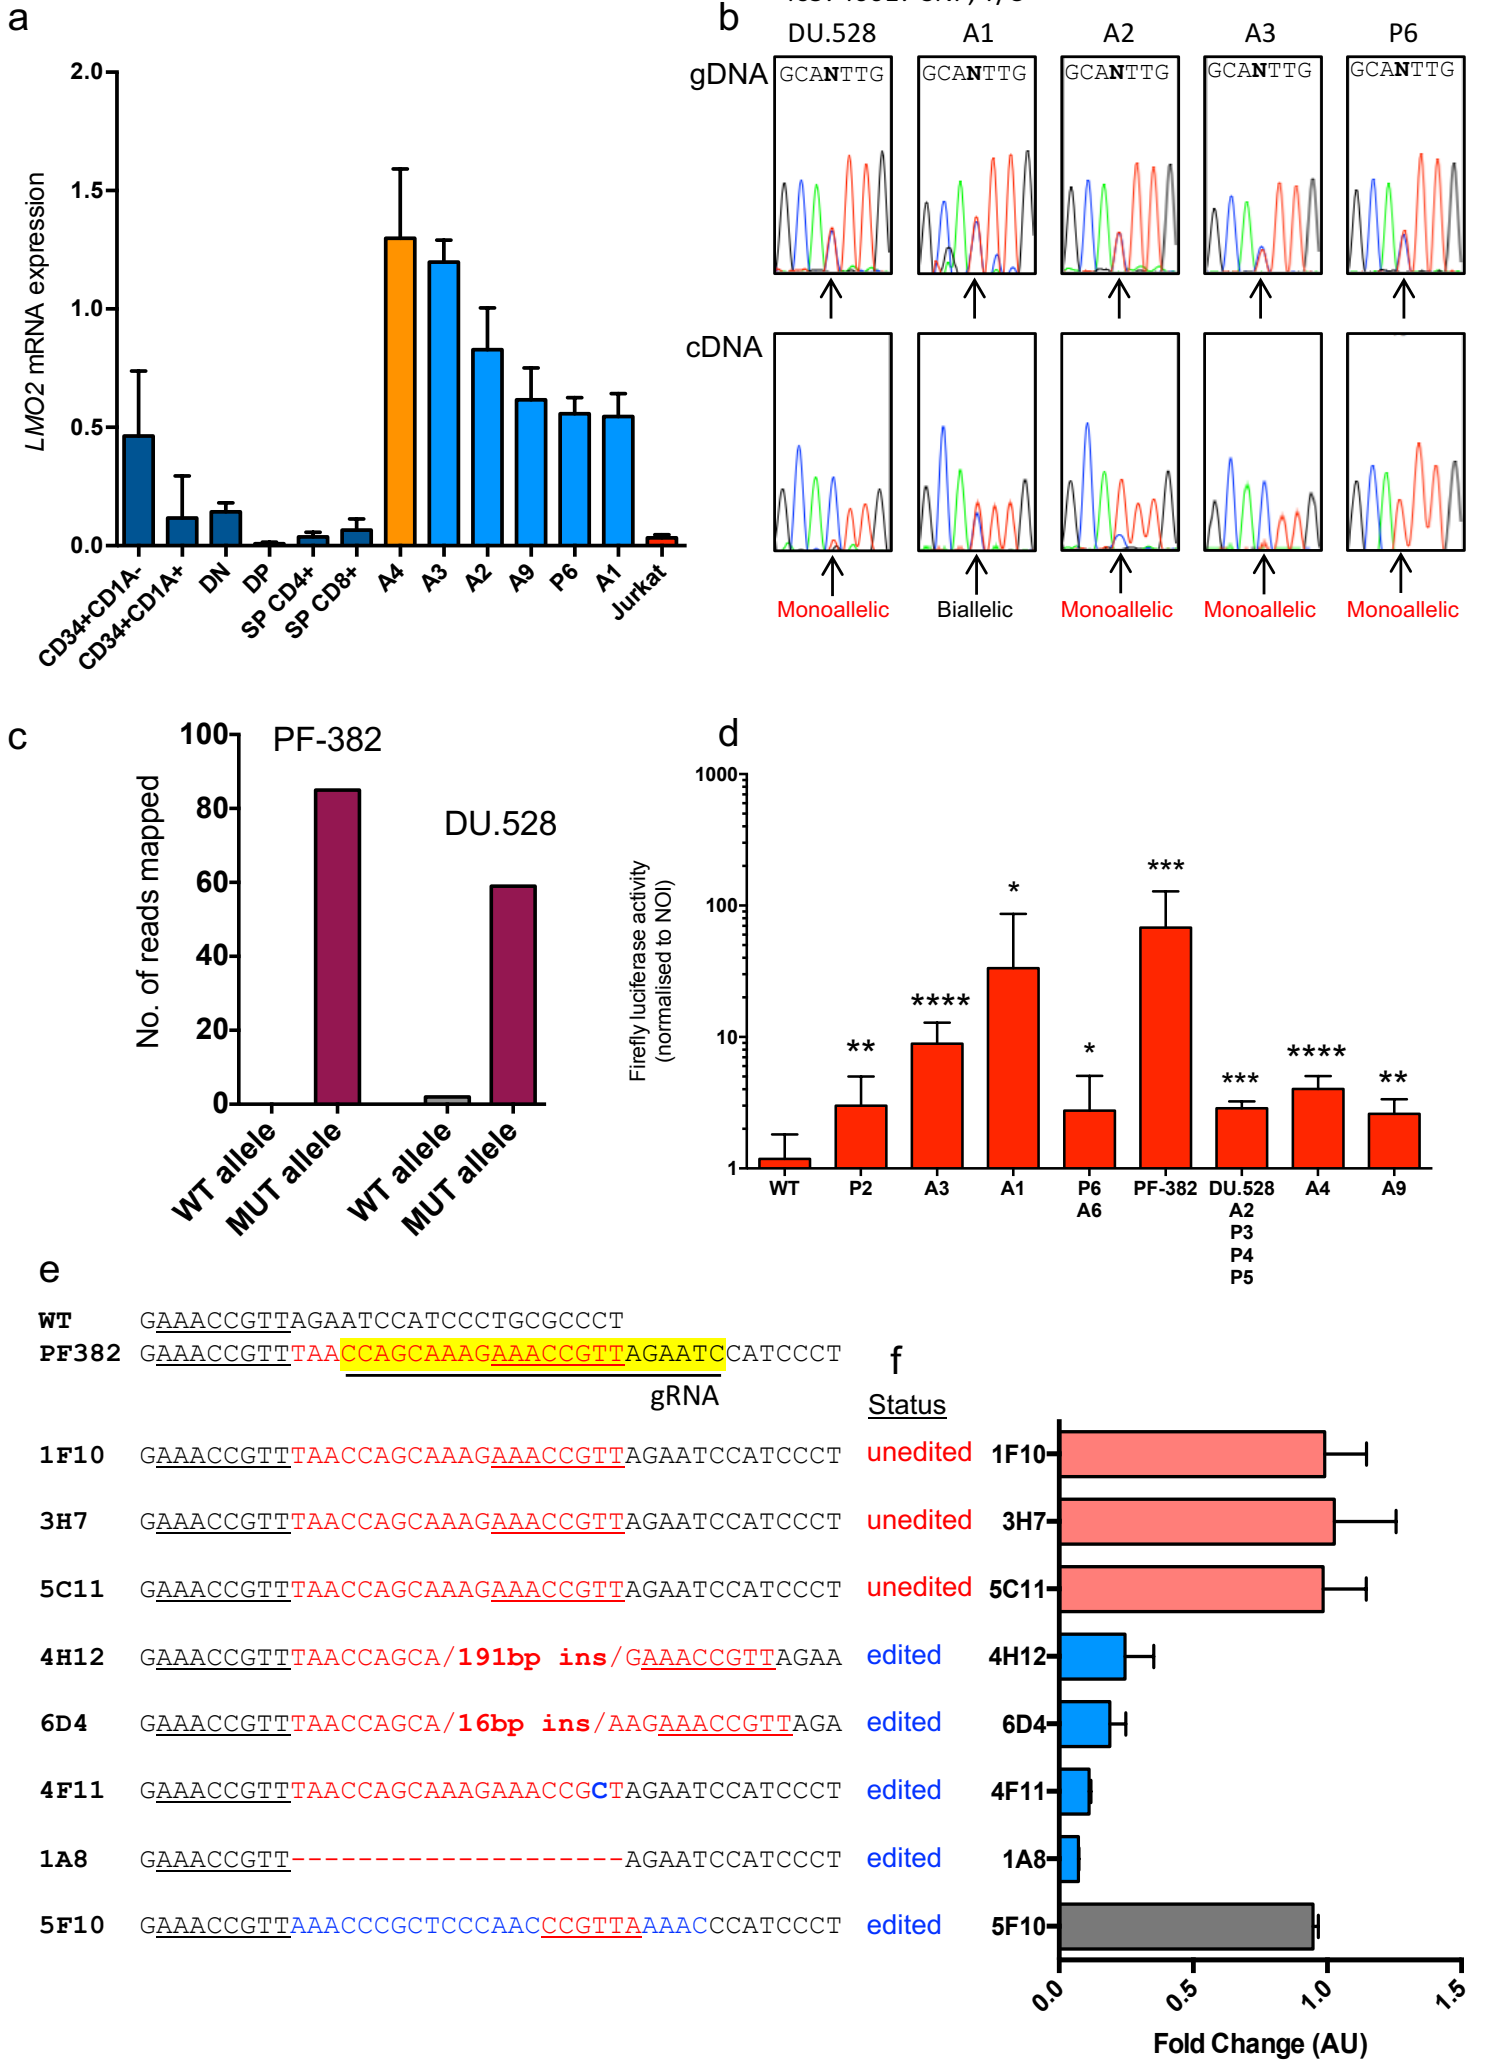 a
2.0
1.5
1.0
0.5
0.0
LMO2 mRNA expression
CD34+CD1A-
CD34+CD1A+
DN
DP
SP CD4+
SP CD8+
A4
A3
A2
A9
P6
A1
Jurkat
b
DU.528 A1 A2 A3 P6
gDNA
GCANTTG GCANTTG GCANTTG GCANTTG GCANTTG
cDNA
Monoallelic Biallelic Monoallelic Monoallelic Monoallelic
c
PF-382
DU.528
100
80
60
40
20
0
No. of reads mapped
WT allele
MUT allele
WT allele
MUT allele
d
1000
100
10
1
Firefly luciferase activity
(normalised to NOI)
** **** * * *** *** **** **
WT P2 A3 A1 P6 PF-382 DU.528 A4 A9
A6 A2
P3
P4
P5
e
WT GAAACCGTTAGAATCCATCCCTGCGCCCT
PF382 GAAACCGTTTAACCAGCAAAGAAACCGTTAGAATCCATCCCT
gRNA
f
Status
1F10 GAAACCGTTTAACCAGCAAAGAAACCGTTAGAATCCATCCCT unedited 1F10
3H7 GAAACCGTTTAACCAGCAAAGAAACCGTTAGAATCCATCCCT unedited 3H7
5C11 GAAACCGTTTAACCAGCAAAGAAACCGTTAGAATCCATCCCT unedited 5C11
4H12 GAAACCGTTTAACCAGCA/191bp ins/GAAACCGTTAGAA edited 4H12
6D4 GAAACCGTTTAACCAGCA/16bp ins/AAGAAACCGTTAGA edited 6D4
4F11 GAAACCGTTTAACCAGCAAAGAAACCGCTAGAATCCATCCCT edited 4F11
1A8 GAAACCGTT--------------------AGAATCCATCCCT edited 1A8
5F10 GAAACCGTTAAACCCGCTCCCAACCCGTTAAAACCCATCCCT edited 5F10
0.0 0.5 1.0 1.5
Fold Change (AU)